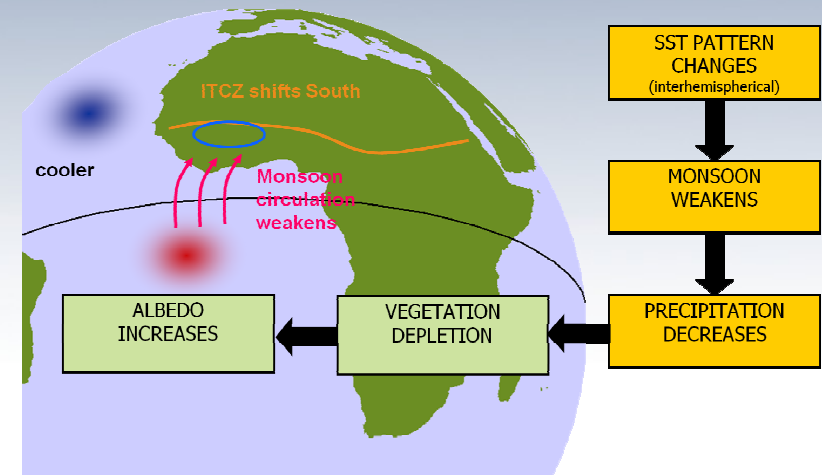 ITCZ shifts South
cooler
Monsoon
circulation
weakens
SST PATTERN
CHANGES
(interhemispherical)
MONSOON
WEAKENS
PRECIPITATION
DECREASES
VEGETATION
DEPLETION
ALBEDO
INCREASES